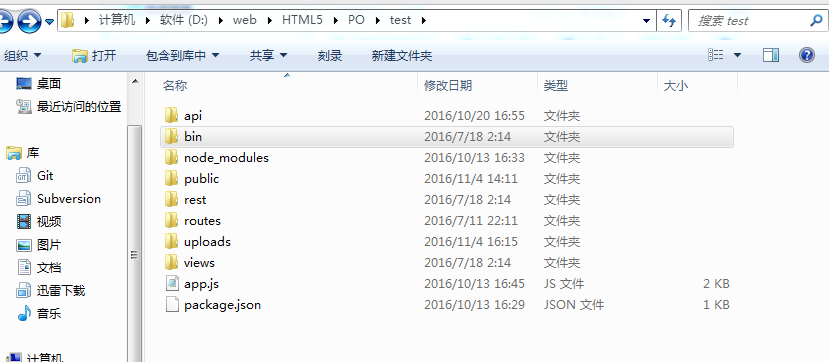 计算机 ▸ 软件 (D:) ▸ web ▸ HTML5 ▸ PO ▸ test ▸ 搜索 test
组织 打开 包含到库中 共享 刻录 新建文件夹
名称 修改日期 类型 大小
桌面
最近访问的位置
库
Git
Subversion
视频
图片
文档
迅雷下载
音乐
计算机
api 2016/10/20 16:55 文件夹
bin 2016/7/18 2:14 文件夹
node_modules 2016/10/13 16:33 文件夹
public 2016/11/4 14:11 文件夹
rest 2016/7/18 2:14 文件夹
routes 2016/7/11 22:11 文件夹
uploads 2016/11/4 16:15 文件夹
views 2016/7/18 2:14 文件夹
app.js 2016/10/13 16:45 JS 文件 2 KB
package.json 2016/10/13 16:29 JSON 文件 1 KB